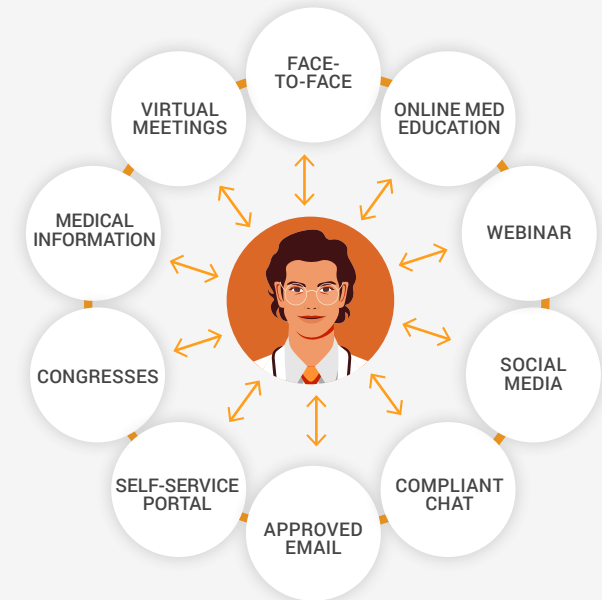 FACE-
TO-FACE
ONLINE MED
EDUCATION
WEBINAR
SOCIAL
MEDIA
COMPLIANT
CHAT
APPROVED
EMAIL
SELF-SERVICE
PORTAL
CONGRESSES
MEDICAL
INFORMATION
VIRTUAL
MEETINGS